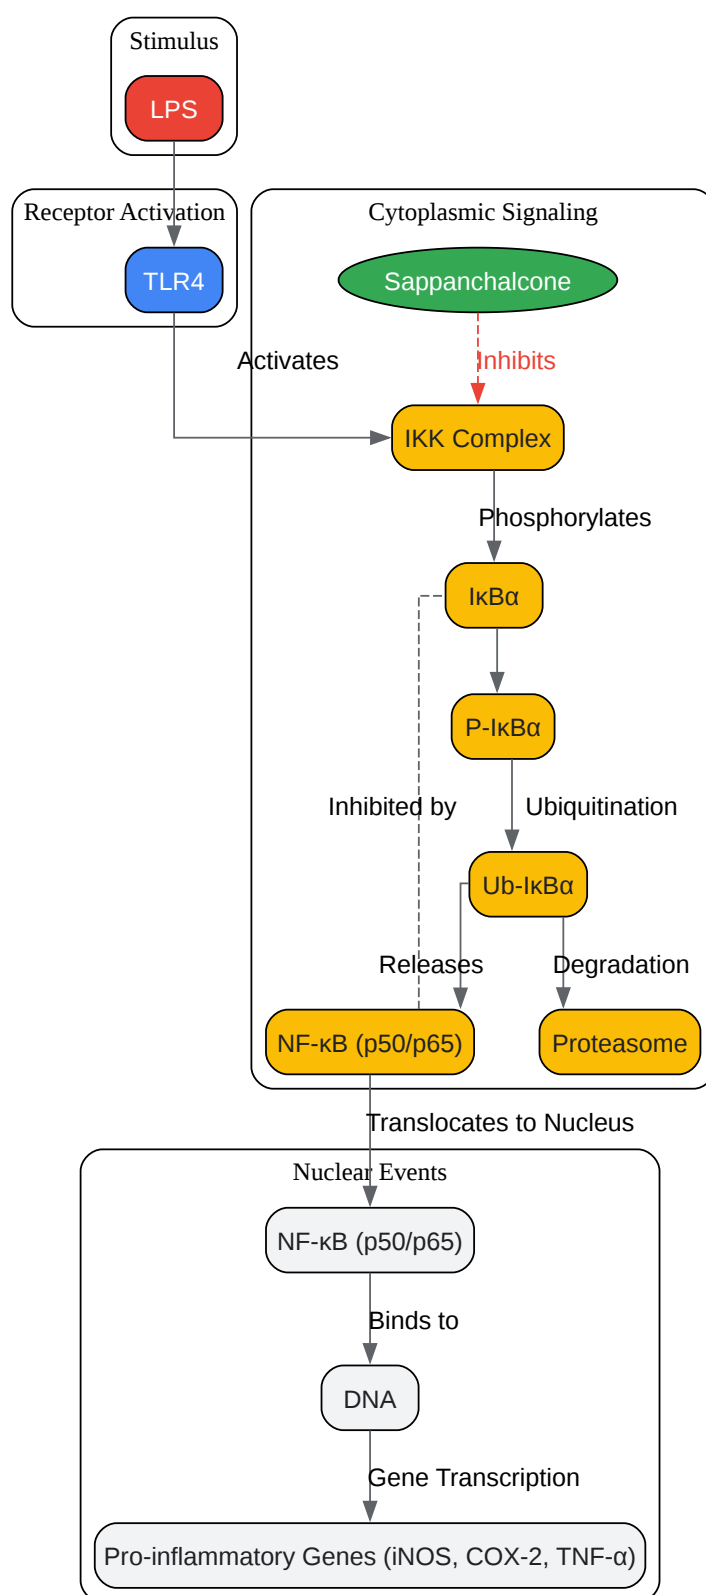 Stimulus
LPS
Receptor Activation
Cytoplasmic Signaling
TLR4
Sappanchalcone
Activates
Inhibits
IKK Complex
Phosphorylates
IκBα
P-IκBα
Inhibited by
Ubiquitination
Ub-IκBα
Releases
Degradation
NF-κB (p50/p65)
Proteasome
Translocates to Nucleus
Nuclear Events
NF-κB (p50/p65)
Binds to
DNA
Gene Transcription
Pro-inflammatory Genes (iNOS, COX-2, TNF-α)